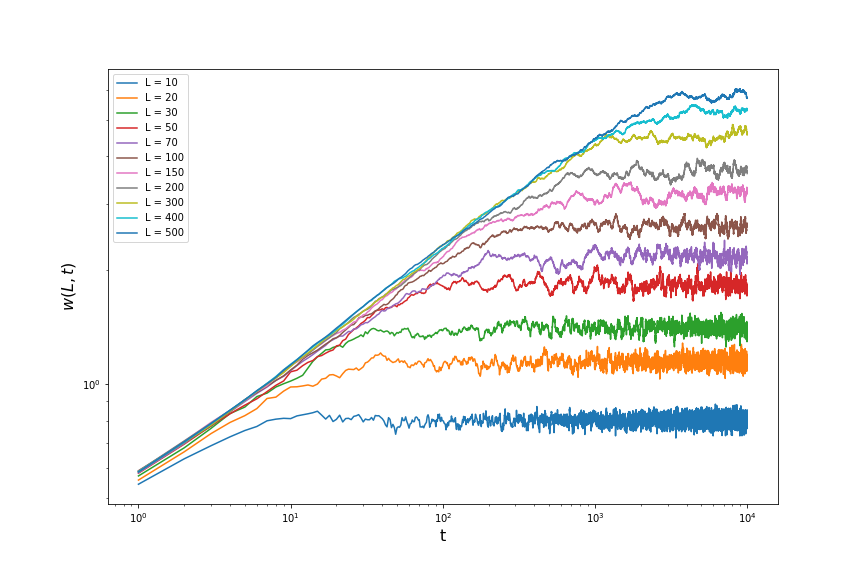 L = 10
L = 20
L = 30
L = 50
L = 70
L = 100
L = 150
L = 200
L = 300
L = 400
L = 500
w(L, t)
10⁰
10⁰ 10¹ 10² 10³ 10⁴
t